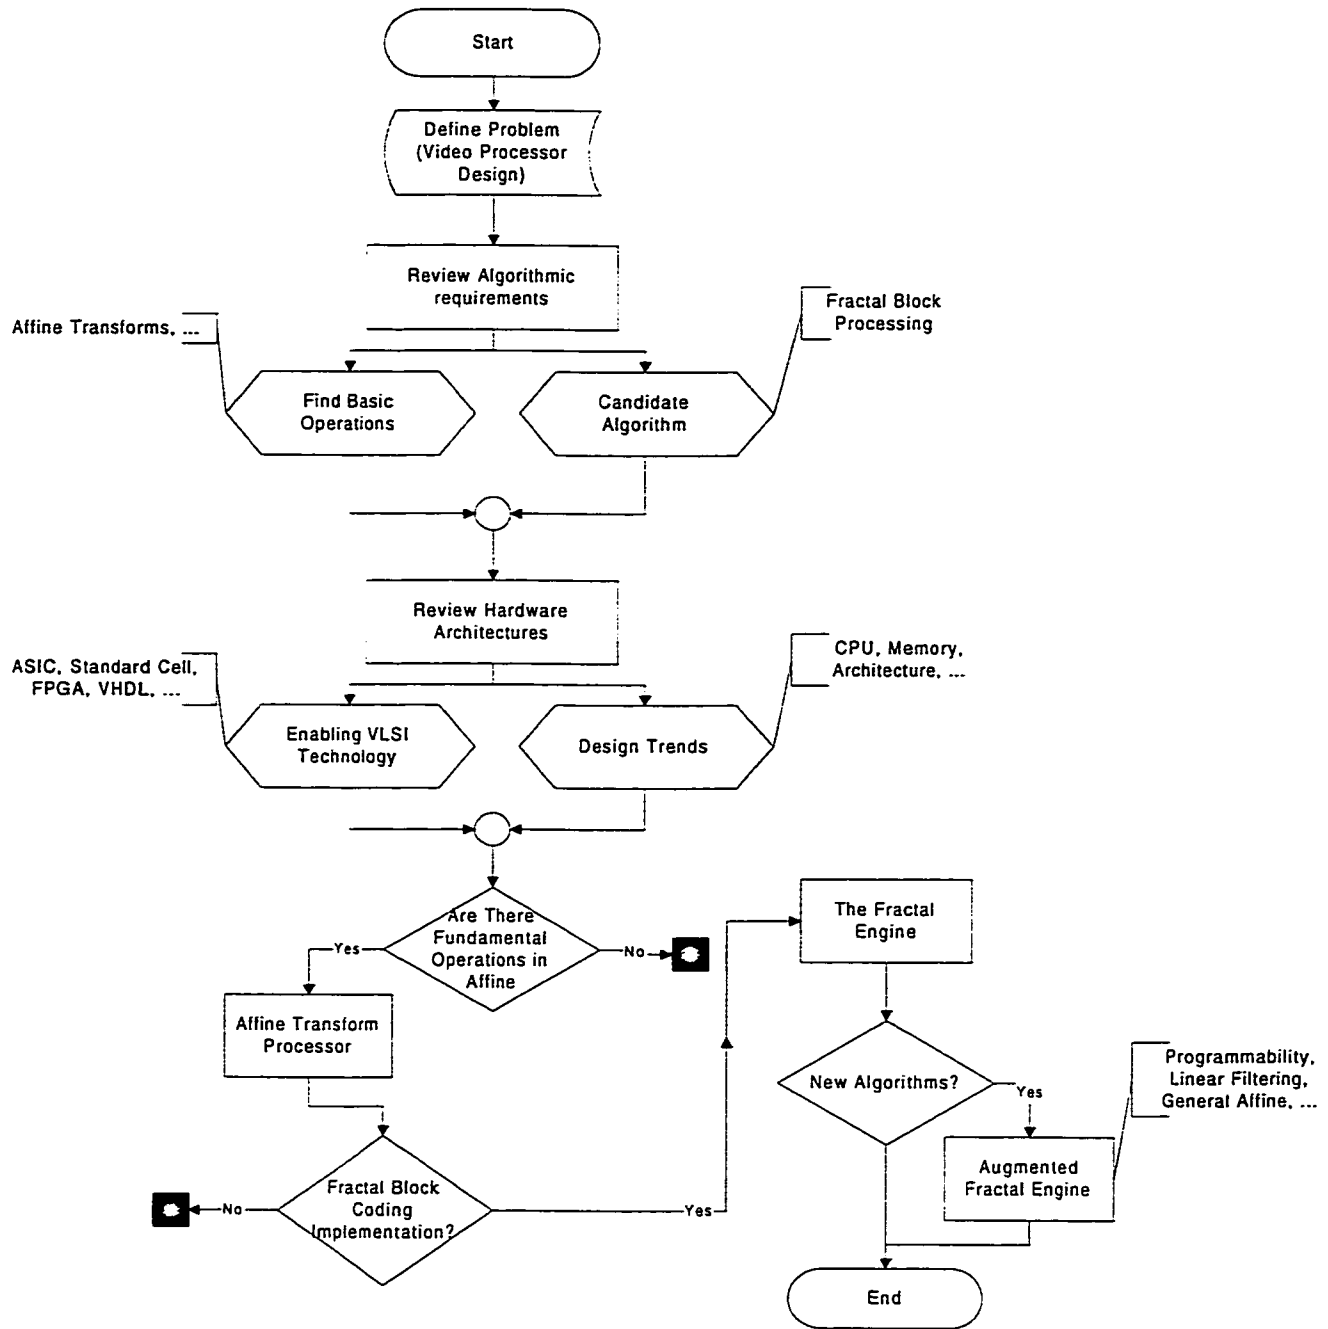 Start
Define Problem
(Video Processor
Design)
Review Algorithmic
requirements
Affine Transforms, ...
Fractal Block
Processing
Find Basic
Operations
Candidate
Algorithm
Review Hardware
Architectures
ASIC, Standard Cell,
FPGA, VHDL, ...
CPU, Memory,
Architecture, ...
Enabling VLSI
Technology
Design Trends
Are There
Fundamental
Operations in
Affine
Yes
No
The Fractal
Engine
Affine Transform
Processor
New Algorithms?
Yes
Programmability,
Linear Filtering,
General Affine, ...
Augmented
Fractal Engine
Fractal Block
Coding
Implementation?
No
Yes
End